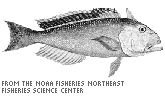 FROM THE NOAA FISHERIES NORTHEAST
FISHERIES SCIENCE CENTER